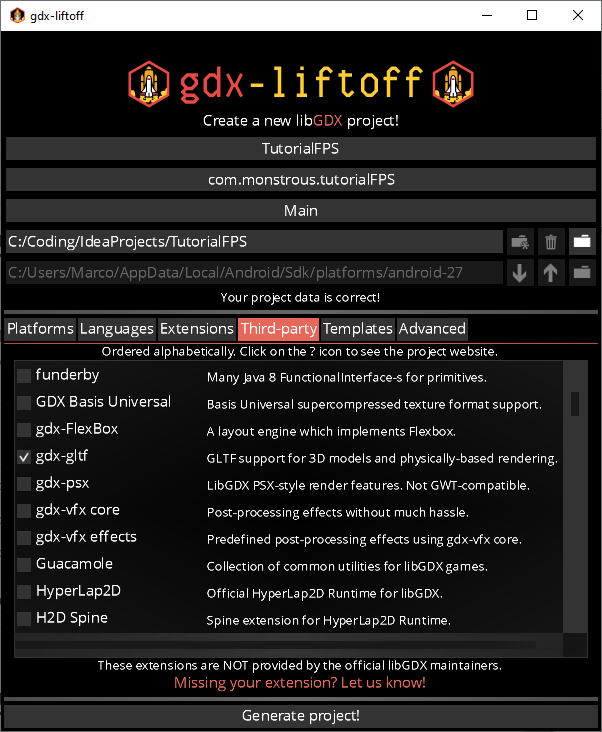 gdx-liftoff
gdx-liftoff
Create a new libGDX project!
TutorialFPS
com.monstrous.tutorialFPS
Main
C:/Coding/IdeaProjects/TutorialFPS
C:/Users/Marco/AppData/Local/Android/Sdk/platforms/android-27
Your project data is correct!
Platforms Languages Extensions Third-party Templates Advanced
Ordered alphabetically. Click on the ? icon to see the project website.
funderby Many Java 8 FunctionalInterface-s for primitives.
GDX Basis Universal Basis Universal supercompressed texture format support.
gdx-FlexBox A layout engine which implements Flexbox.
gdx-gltf GLTF support for 3D models and physically-based rendering.
gdx-psx LibGDX PSX-style render features. Not GWT-compatible.
gdx-vfx core Post-processing effects without much hassle.
gdx-vfx effects Predefined post-processing effects using gdx-vfx core.
Guacamole Collection of common utilities for libGDX games.
HyperLap2D Official HyperLap2D Runtime for libGDX.
H2D Spine Spine extension for HyperLap2D Runtime.
These extensions are NOT provided by the official libGDX maintainers.
Missing your extension? Let us know!
Generate project!